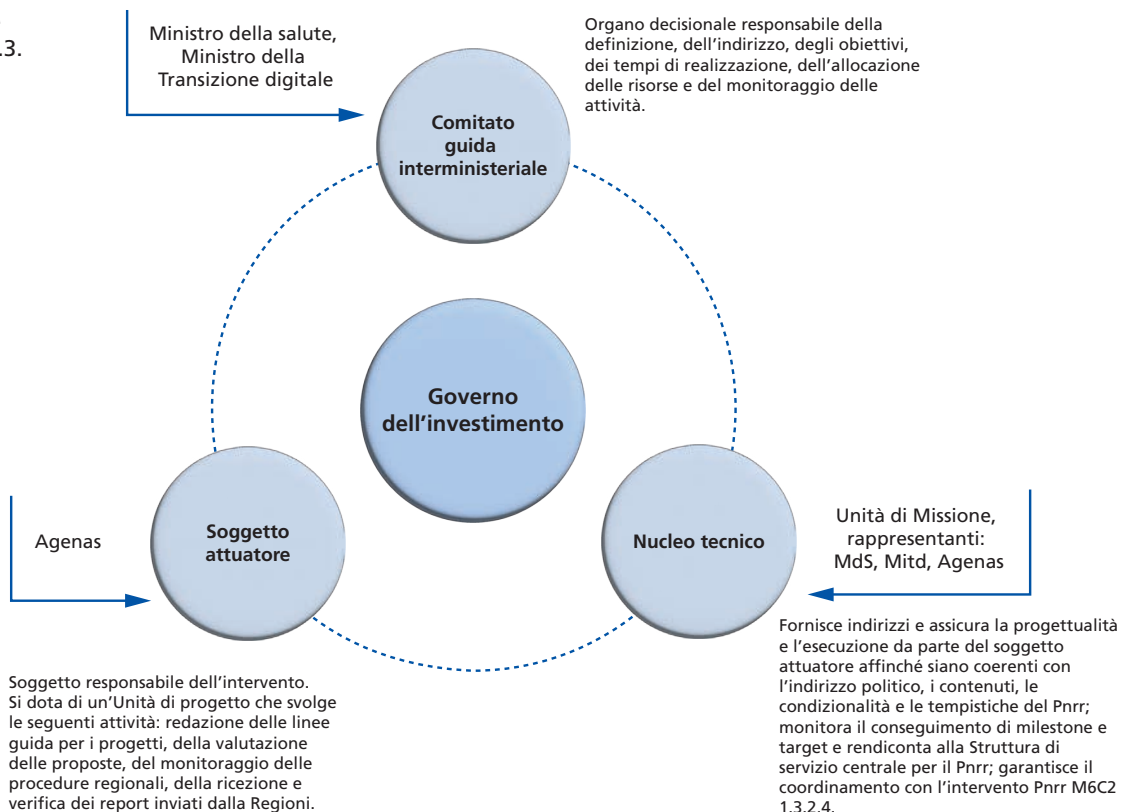 .3.
Ministro della salute,
Ministro della
Transizione digitale
Organo decisionale responsabile della
definizione, dell'indirizzo, degli obiettivi,
dei tempi di realizzazione, dell'allocazione
delle risorse e del monitoraggio delle
attività.
Comitato
guida
interministeriale
Governo
dell'investimento
Agenas
Soggetto
attuatore
Nucleo tecnico
Unità di Missione,
rappresentanti:
MdS, Mitd, Agenas
Soggetto responsabile dell'intervento.
Si dota di un'Unità di progetto che svolge
le seguenti attività: redazione delle linee
guida per i progetti, della valutazione
delle proposte, del monitoraggio delle
procedure regionali, della ricezione e
verifica dei report inviati dalla Regioni.
Fornisce indirizzi e assicura la progettualità
e l'esecuzione da parte del soggetto
attuatore affinché siano coerenti con
l'indirizzo politico, i contenuti, le
condizionalità e le tempistiche del Pnrr;
monitora il conseguimento di milestone e
target e rendiconta alla Struttura di
servizio centrale per il Pnrr; garantisce il
coordinamento con l'intervento Pnrr M6C2
1.3.2.4.